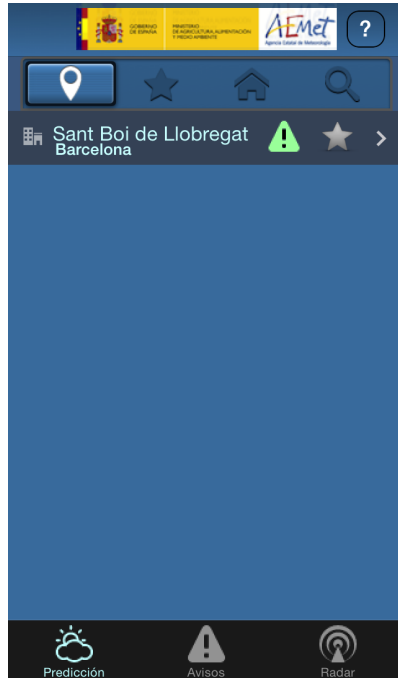 GOBIERNO
DE ESPAÑA
MINISTERIO
DE AGRICULTURA, ALIMENTACIÓN
Y MEDIO AMBIENTE
AEMet
Agencia Estatal de Meteorología
?
Sant Boi de Llobregat
Barcelona
Predicción
Avisos
Radar